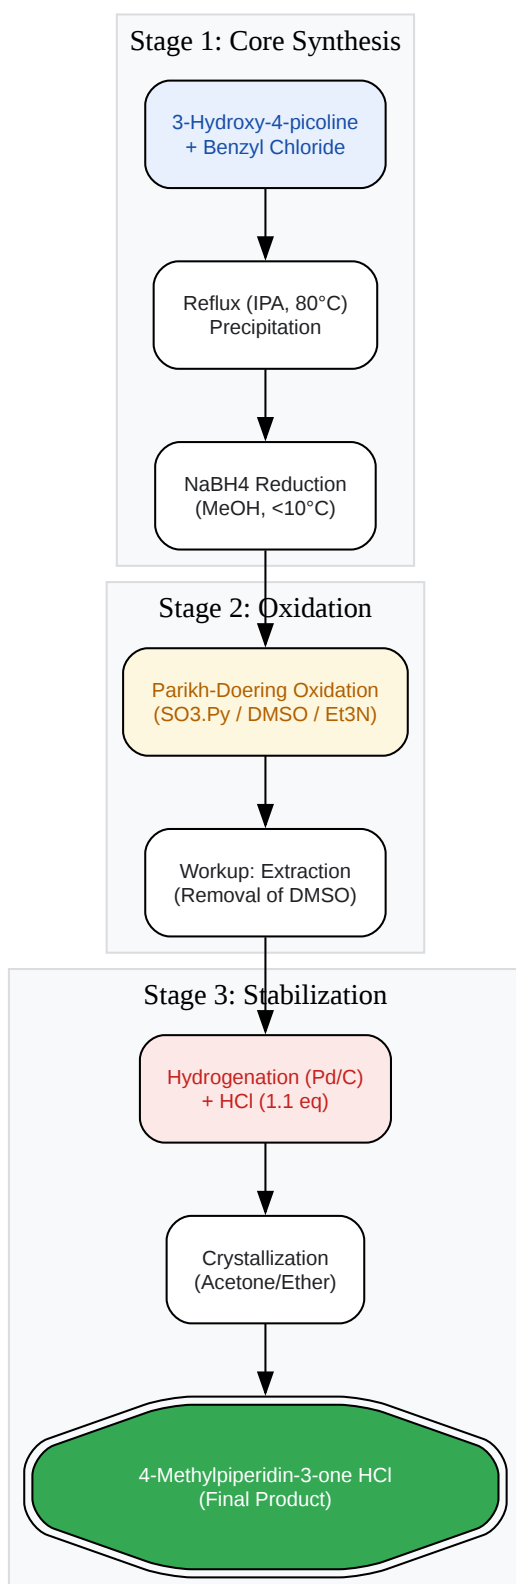 Stage 1: Core Synthesis
3-Hydroxy-4-picoline
+ Benzyl Chloride
Reflux (IPA, 80°C)
Precipitation
NaBH4 Reduction
(MeOH, <10°C)
Stage 2: Oxidation
Parikh-Doering Oxidation
(SO3.Py / DMSO / Et3N)
Workup: Extraction
(Removal of DMSO)
Stage 3: Stabilization
Hydrogenation (Pd/C)
+ HCl (1.1 eq)
Crystallization
(Acetone/Ether)
4-Methylpiperidin-3-one HCl
(Final Product)